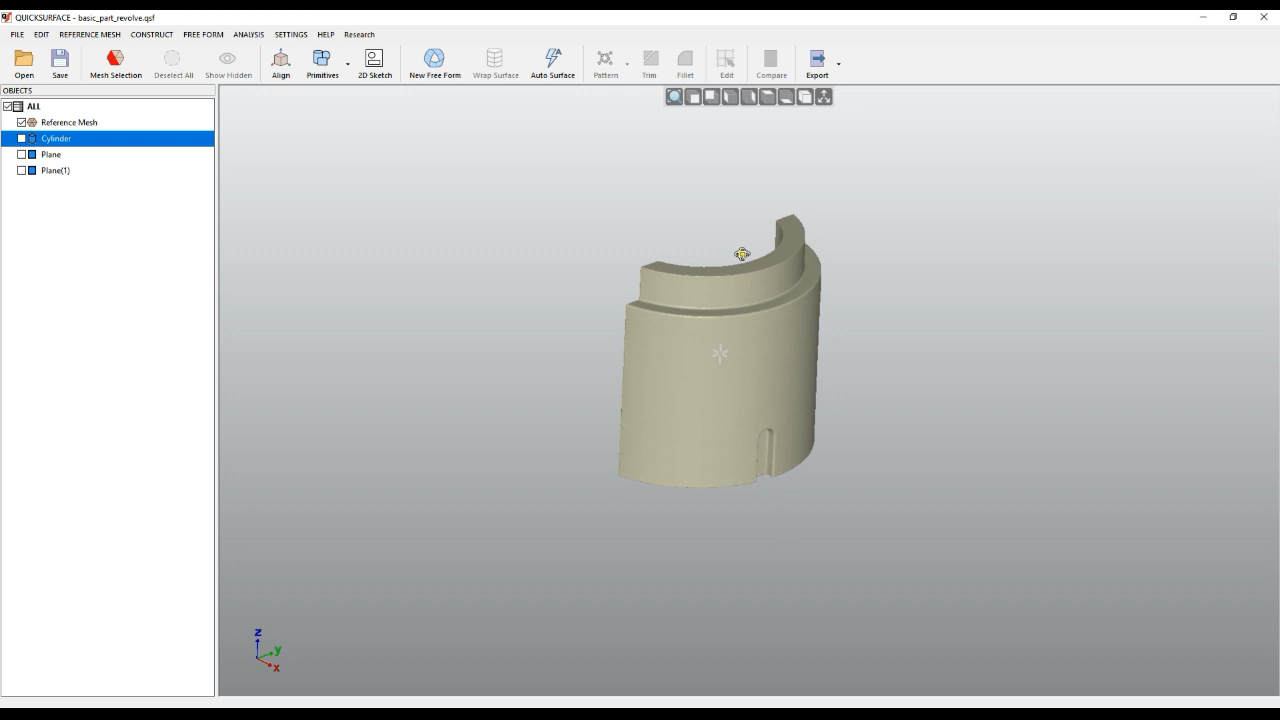 QUICKSURFACE - basic_part_revolve.qsf
FILE EDIT REFERENCE MESH CONSTRUCT FREE FORM ANALYSIS SETTINGS HELP Research
Open Save Mesh Selection Deselect All Show Hidden Align Primitives 2D Sketch New Free Form Wrap Surface Auto Surface Pattern Trim Fillet Edit Compare Export
OBJECTS
ALL
Reference Mesh
Cylinder
Plane
Plane(1)
z
y
x